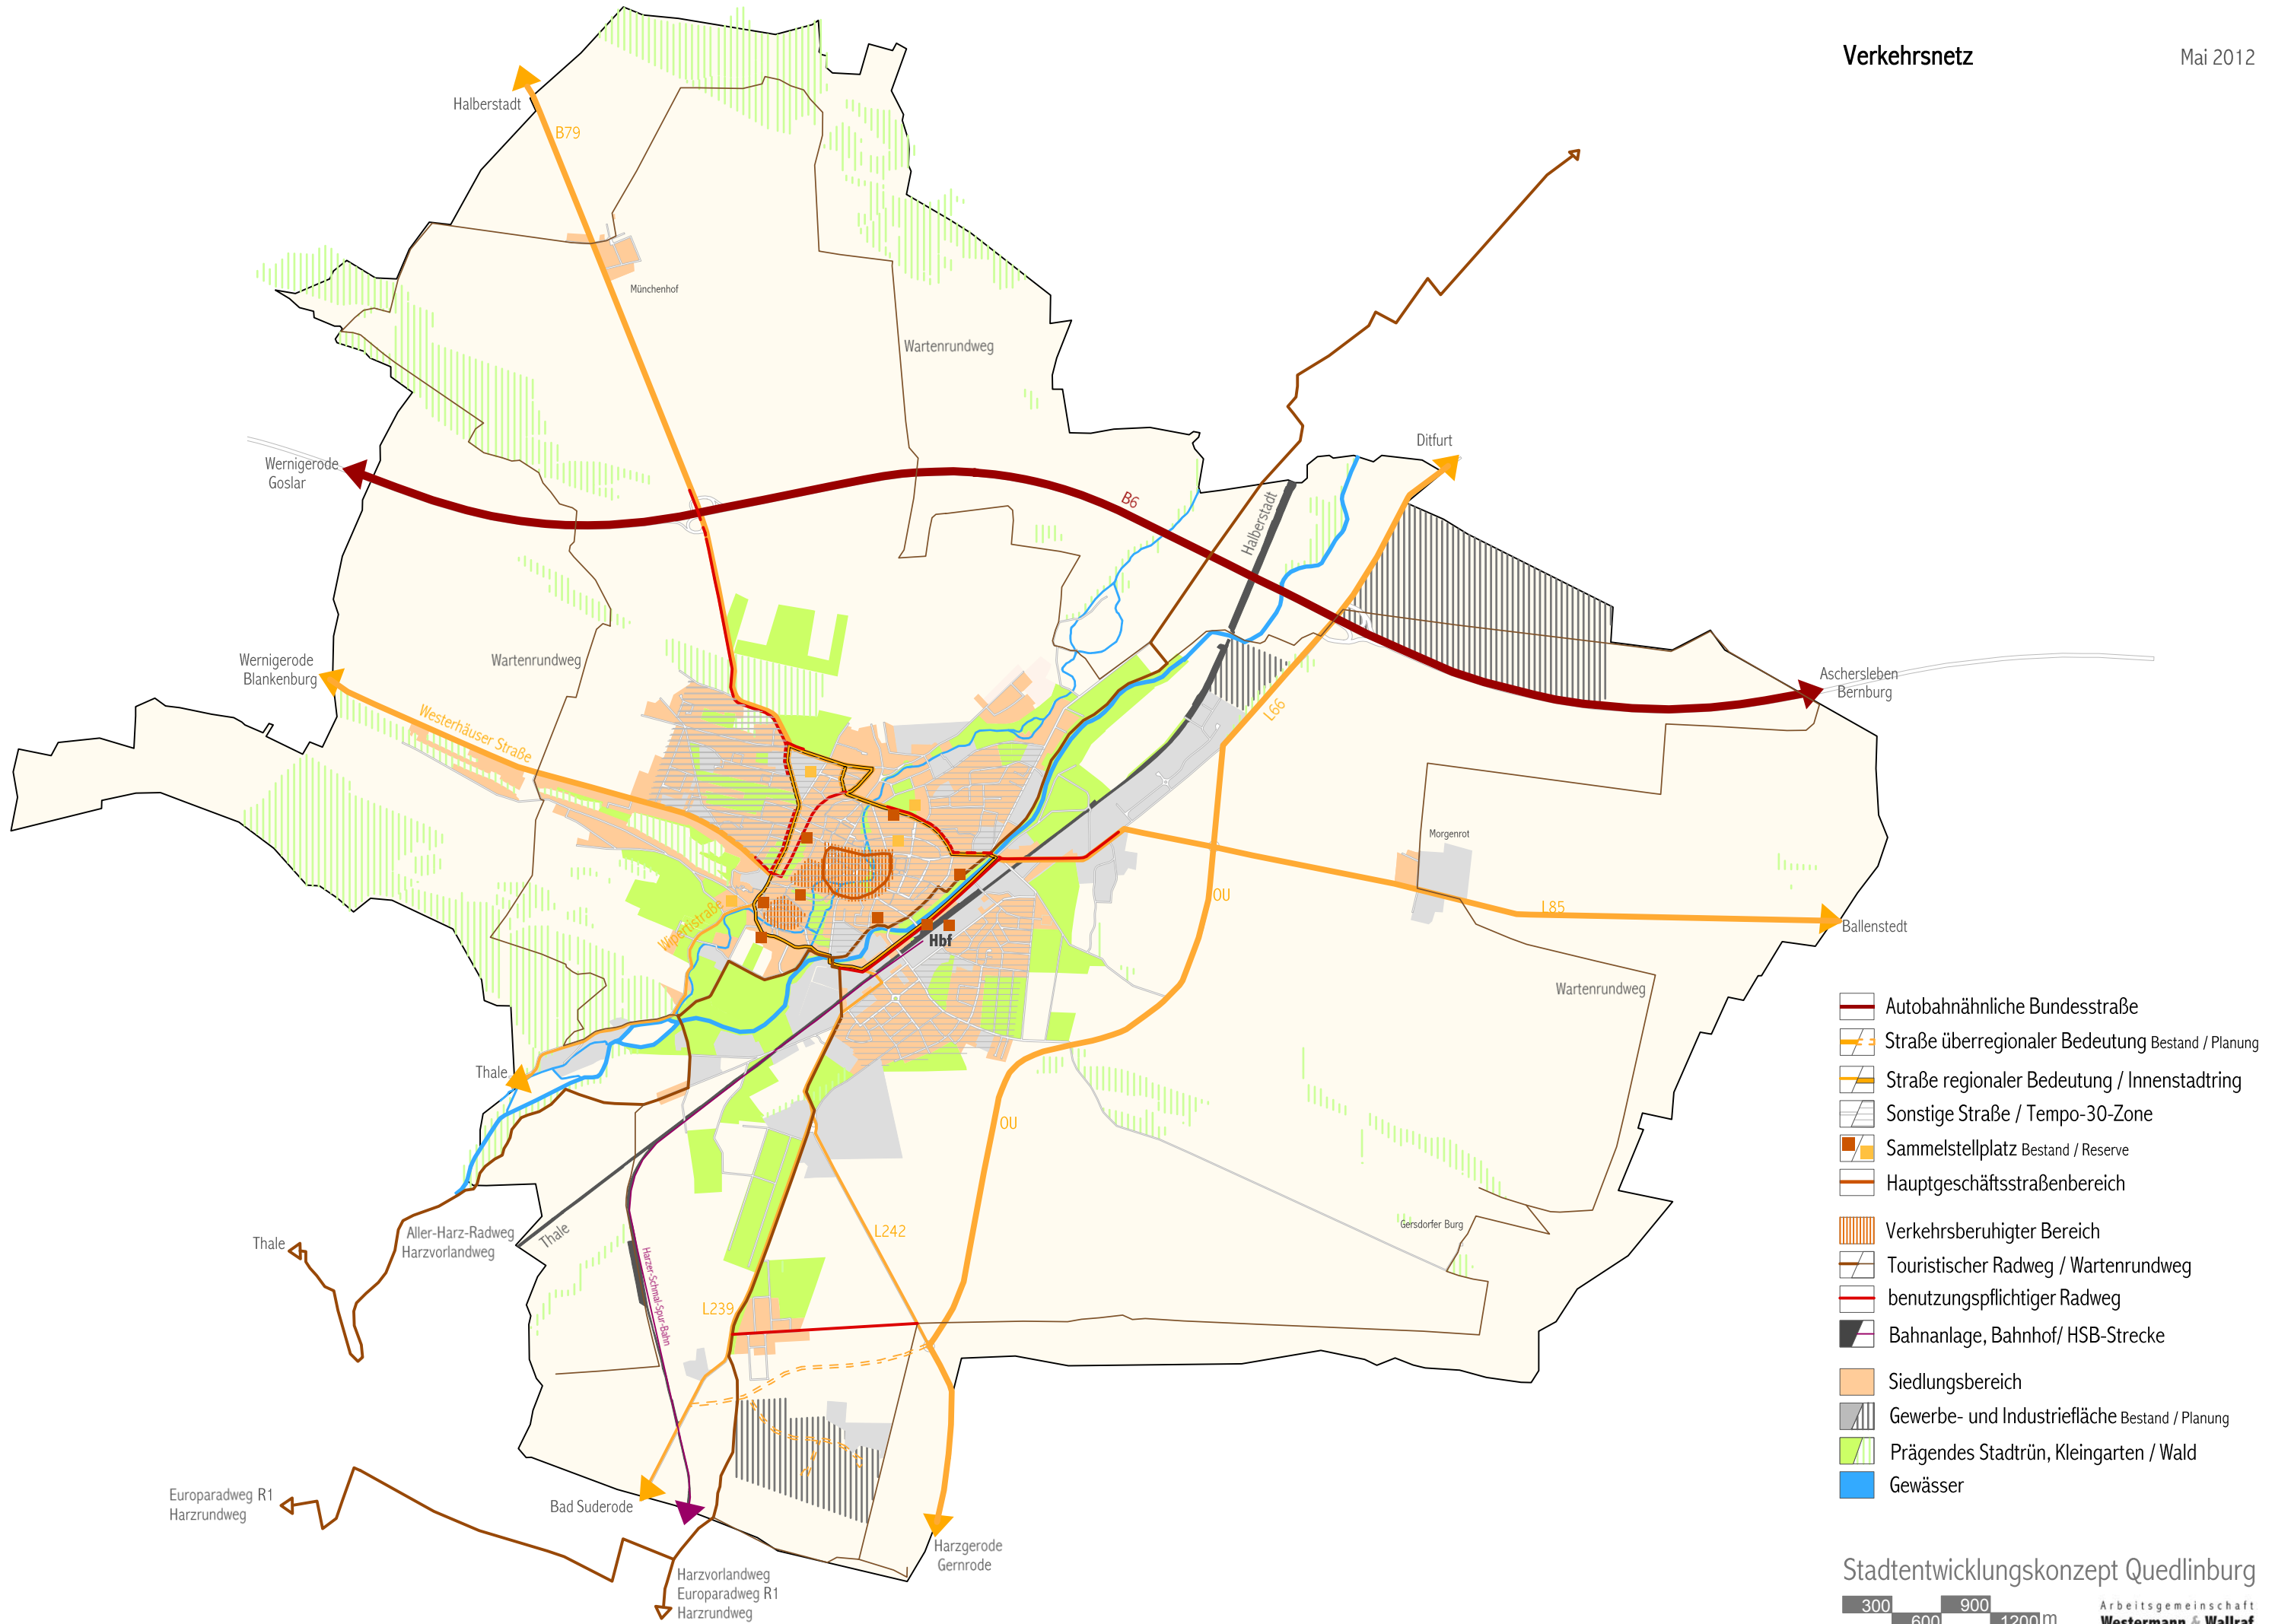 Verkehrsnetz
Mai 2012
Halberstadt
B79
Münchenhof
Wartenrundweg
Ditfurt
Wernigerode
Goslar
B6
Halberstadt
Wernigerode
Blankenburg
Wartenrundweg
Westerhäuser Straße
L66
Aschersleben
Bernburg
Morgenrot
OU
L85
Ballenstedt
Wipertistraße
Hbf
Wartenrundweg
Thale
OU
Aller-Harz-Radweg
Harzvorlandweg
Thale
Thale
L242
Gersdorfer Burg
Harzer-Schmal-Spur-Bahn
L239
Europaradweg R1
Harzrundweg
Bad Suderode
Harzgerode
Gernrode
Harzvorlandweg
Europaradweg R1
Harzrundweg
Autobahnähnliche Bundesstraße
Straße überregionaler Bedeutung Bestand / Planung
Straße regionaler Bedeutung / Innenstadtring
Sonstige Straße / Tempo-30-Zone
Sammelstellplatz Bestand / Reserve
Hauptgeschäftsstraßenbereich
Verkehrsberuhigter Bereich
Touristischer Radweg / Wartenrundweg
benutzungspflichtiger Radweg
Bahnanlage, Bahnhof/ HSB-Strecke
Siedlungsbereich
Gewerbe- und Industriefläche Bestand / Planung
Prägendes Stadtrün, Kleingarten / Wald
Gewässer
Stadtentwicklungskonzept Quedlinburg
300 900
600 1200 m
Arbeitsgemeinschaft
Westermann & Wallraf